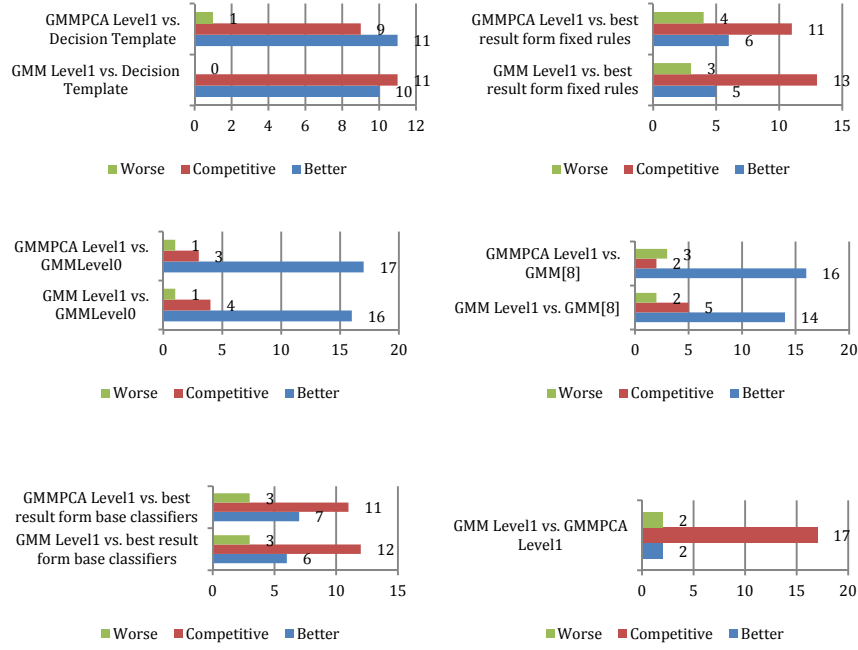 GMMPCA Level1 vs.
Decision Template
1
9
11
GMM Level1 vs. Decision
Template
0
11
10
0 2 4 6 8 10 12
Worse Competitive Better
GMMPCA Level1 vs. best
result form fixed rules
4
11
6
GMM Level1 vs. best
result form fixed rules
3
13
5
0 5 10 15
Worse Competitive Better
GMMPCA Level1 vs.
GMMLevel0
1
3
17
GMM Level1 vs.
GMMLevel0
1
4
16
0 5 10 15 20
Worse Competitive Better
GMMPCA Level1 vs.
GMM[8]
3
2
16
GMM Level1 vs. GMM[8]
2
5
14
0 5 10 15 20
Worse Competitive Better
GMMPCA Level1 vs. best
result form base classifiers
3
11
7
GMM Level1 vs. best result
form base classifiers
3
12
6
0 5 10 15
Worse Competitive Better
GMM Level1 vs. GMMPCA
Level1
2
17
2
0 5 10 15 20
Worse Competitive Better